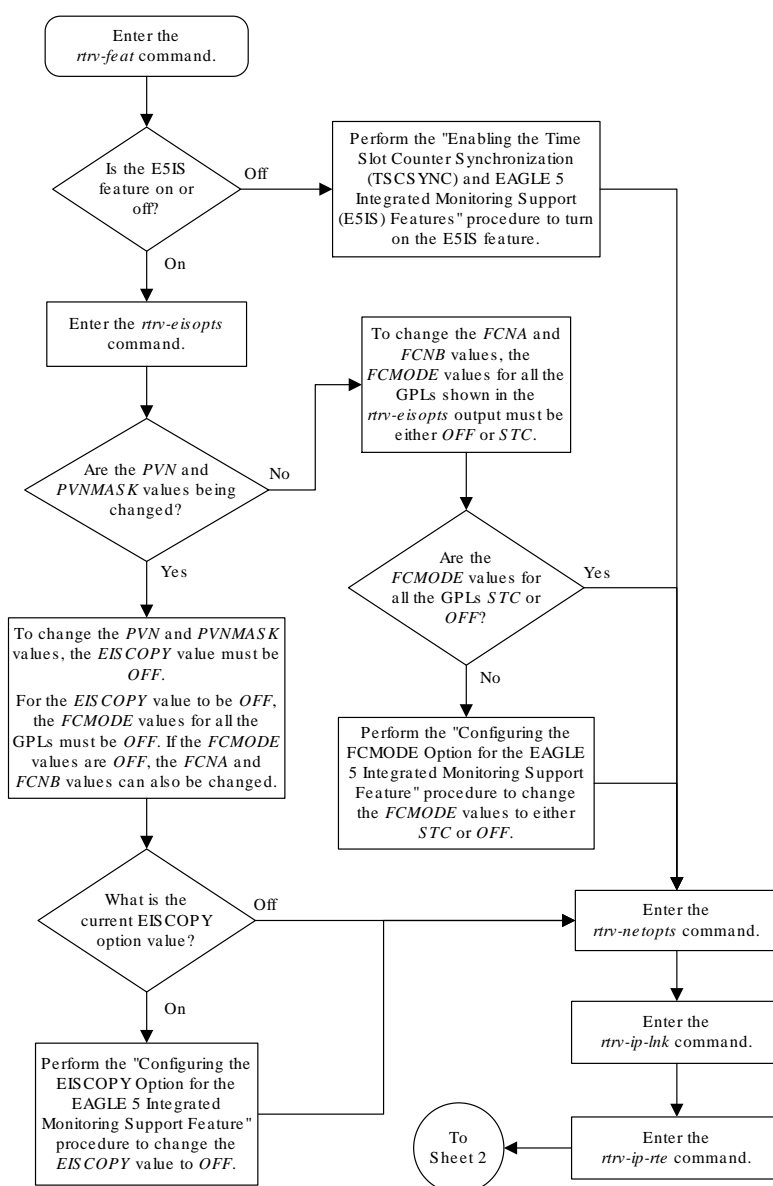 Enter the
rtrv-feat command.
Is the E5IS
feature on or
off?
Off
Perform the "Enabling the Time
Slot Counter Synchronization
(TSCSYNC) and EAGLE 5
Integrated Monitoring Support
(E5IS) Features" procedure to turn
on the E5IS feature.
On
Enter the rtrv-eisopts
command.
To change the FCNA and
FCNB values, the
FCMODE values for all the
GPLs shown in the
rtrv-eisopts output must be
either OFF or STC.
Are the PVN and
PVNMASK values being
changed?
No
Yes
Are the
FCMODE values for
all the GPLs STC or
OFF?
Yes
No
To change the PVN and PVNMASK
values, the EISCOPY value must be
OFF.
For the EISCOPY value to be OFF,
the FCMODE values for all the
GPLs must be OFF. If the FCMODE
values are OFF, the FCNA and
FCNB values can also be changed.
Perform the "Configuring the
FCMODE Option for the EAGLE
5 Integrated Monitoring Support
Feature" procedure to change
the FCMODE values to either
STC or OFF.
What is the
current EISCOPY
option value?
Off
On
Enter the
rtrv-netopts command.
Enter the
rtrv-ip-lnk command.
Perform the "Configuring the
EISCOPY Option for the
EAGLE 5 Integrated
Monitoring Support Feature"
procedure to change the
EISCOPY value to OFF.
Enter the
rtrv-ip-rte command.
To
Sheet 2